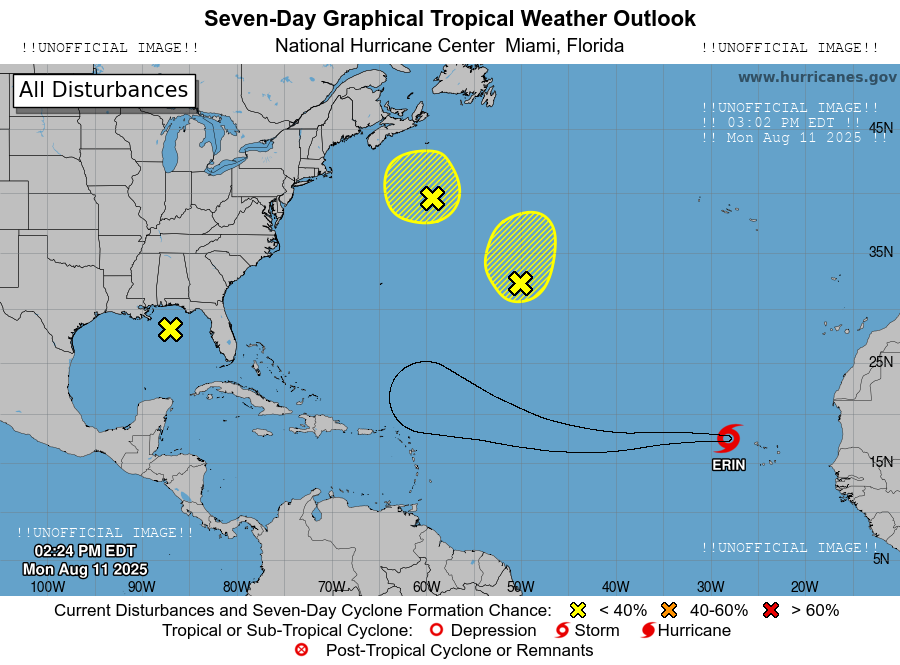 Seven-Day Graphical Tropical Weather Outlook
!!UNOFFICIAL IMAGE!! National Hurricane Center Miami, Florida !!UNOFFICIAL IMAGE!!
All Disturbances
www.hurricanes.gov
!!UNOFFICIAL IMAGE!!
!! 03:02 PM EDT !!
!! Mon Aug 11 2025 !!
45N
35N
25N
15N
ERIN
!!UNOFFICIAL IMAGE!!
02:24 PM EDT
Mon Aug 11 2025
!!UNOFFICIAL IMAGE!!
5N
100W 90W 80W 70W 60W 50W 40W 30W 20W
Current Disturbances and Seven-Day Cyclone Formation Chance: < 40% 40-60% > 60%
Tropical or Sub-Tropical Cyclone: Depression Storm Hurricane
Post-Tropical Cyclone or Remnants